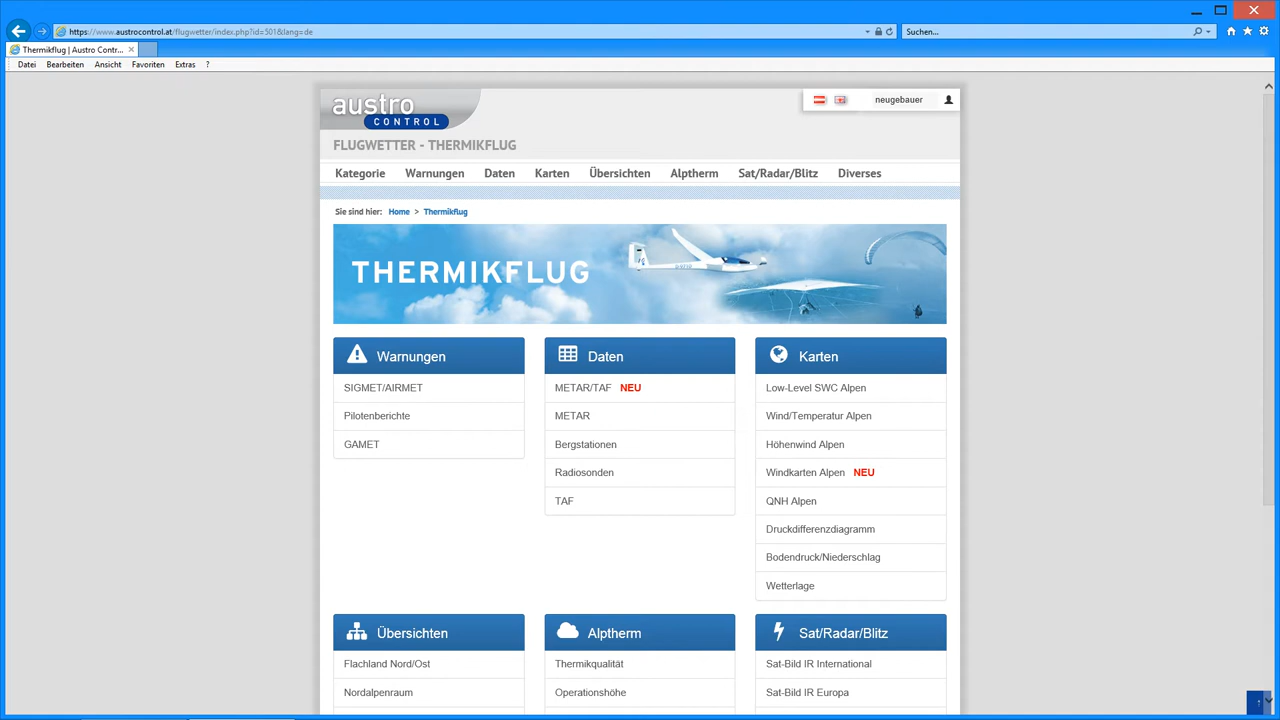 https://www.austrocontrol.at/flugwetter/index.php?id=501&lang=de
Suchen...
Thermikflug | Austro Contr...
Datei Bearbeiten Ansicht Favoriten Extras ?
austro
CONTROL
neugebauer
FLUGWETTER - THERMIKFLUG
Kategorie Warnungen Daten Karten Übersichten Alptherm Sat/Radar/Blitz Diverses
Sie sind hier: Home > Thermikflug
THERMIKFLUG
Warnungen
SIGMET/AIRMET
Pilotenberichte
GAMET
Daten
METAR/TAF NEU
METAR
Bergstationen
Radiosonden
TAF
Karten
Low-Level SWC Alpen
Wind/Temperatur Alpen
Höhenwind Alpen
Windkarten Alpen NEU
QNH Alpen
Druckdifferenzdiagramm
Bodendruck/Niederschlag
Wetterlage
Übersichten
Flachland Nord/Ost
Nordalpenraum
Alptherm
Thermikqualität
Operationshöhe
Sat/Radar/Blitz
Sat-Bild IR International
Sat-Bild IR Europa